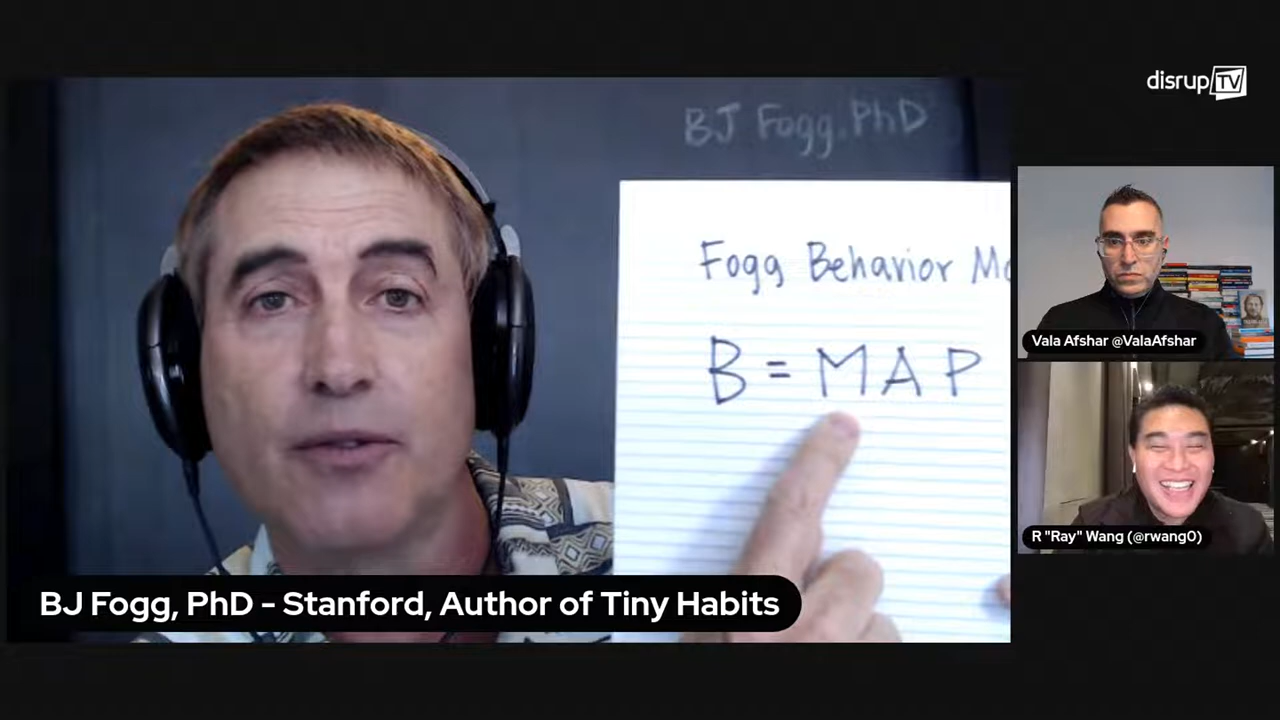 disrupTV
BJ Fogg, PhD
Fogg Behavior Mo
B = MAP
Vala Afshar @ValaAfshar
R "Ray" Wang (@rwang0)
BJ Fogg, PhD - Stanford, Author of Tiny Habits